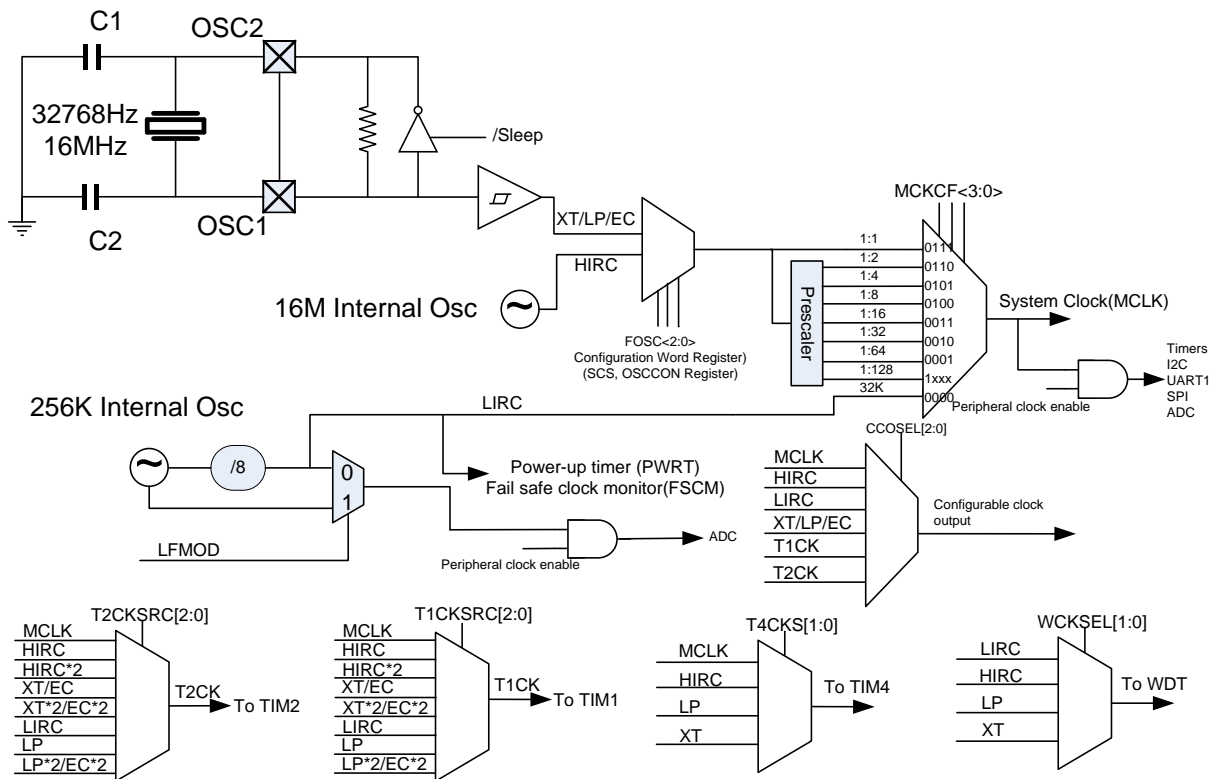 C1
OSC2
32768Hz
16MHz
/Sleep
C2
OSC1
XT/LP/EC
HIRC
16M Internal Osc
FOSC<2:0>
Configuration Word Register)
(SCS, OSCCON Register)
MCKCF<3:0>
1:1
1:2
1:4
1:8
1:16
1:32
1:64
1:128
32K
Prescaler
0111
0110
0101
0100
0011
0010
0001
1xxx
0000
System Clock(MCLK)
Timers
I2C
UART1
SPI
ADC
Peripheral clock enable
256K Internal Osc
LIRC
/8
0
1
LFMOD
Power-up timer (PWRT)
Fail safe clock monitor(FSCM)
Peripheral clock enable
ADC
CCOSEL[2:0]
MCLK
HIRC
LIRC
XT/LP/EC
T1CK
T2CK
Configurable clock
output
T2CKSRC[2:0]
MCLK
HIRC
HIRC*2
XT/EC
XT*2/EC*2
LIRC
LP
LP*2/EC*2
T2CK
To TIM2
T1CKSRC[2:0]
MCLK
HIRC
HIRC*2
XT/EC
XT*2/EC*2
LIRC
LP
LP*2/EC*2
T1CK
To TIM1
T4CKS[1:0]
MCLK
HIRC
LP
XT
To TIM4
WCKSEL[1:0]
LIRC
HIRC
LP
XT
To WDT